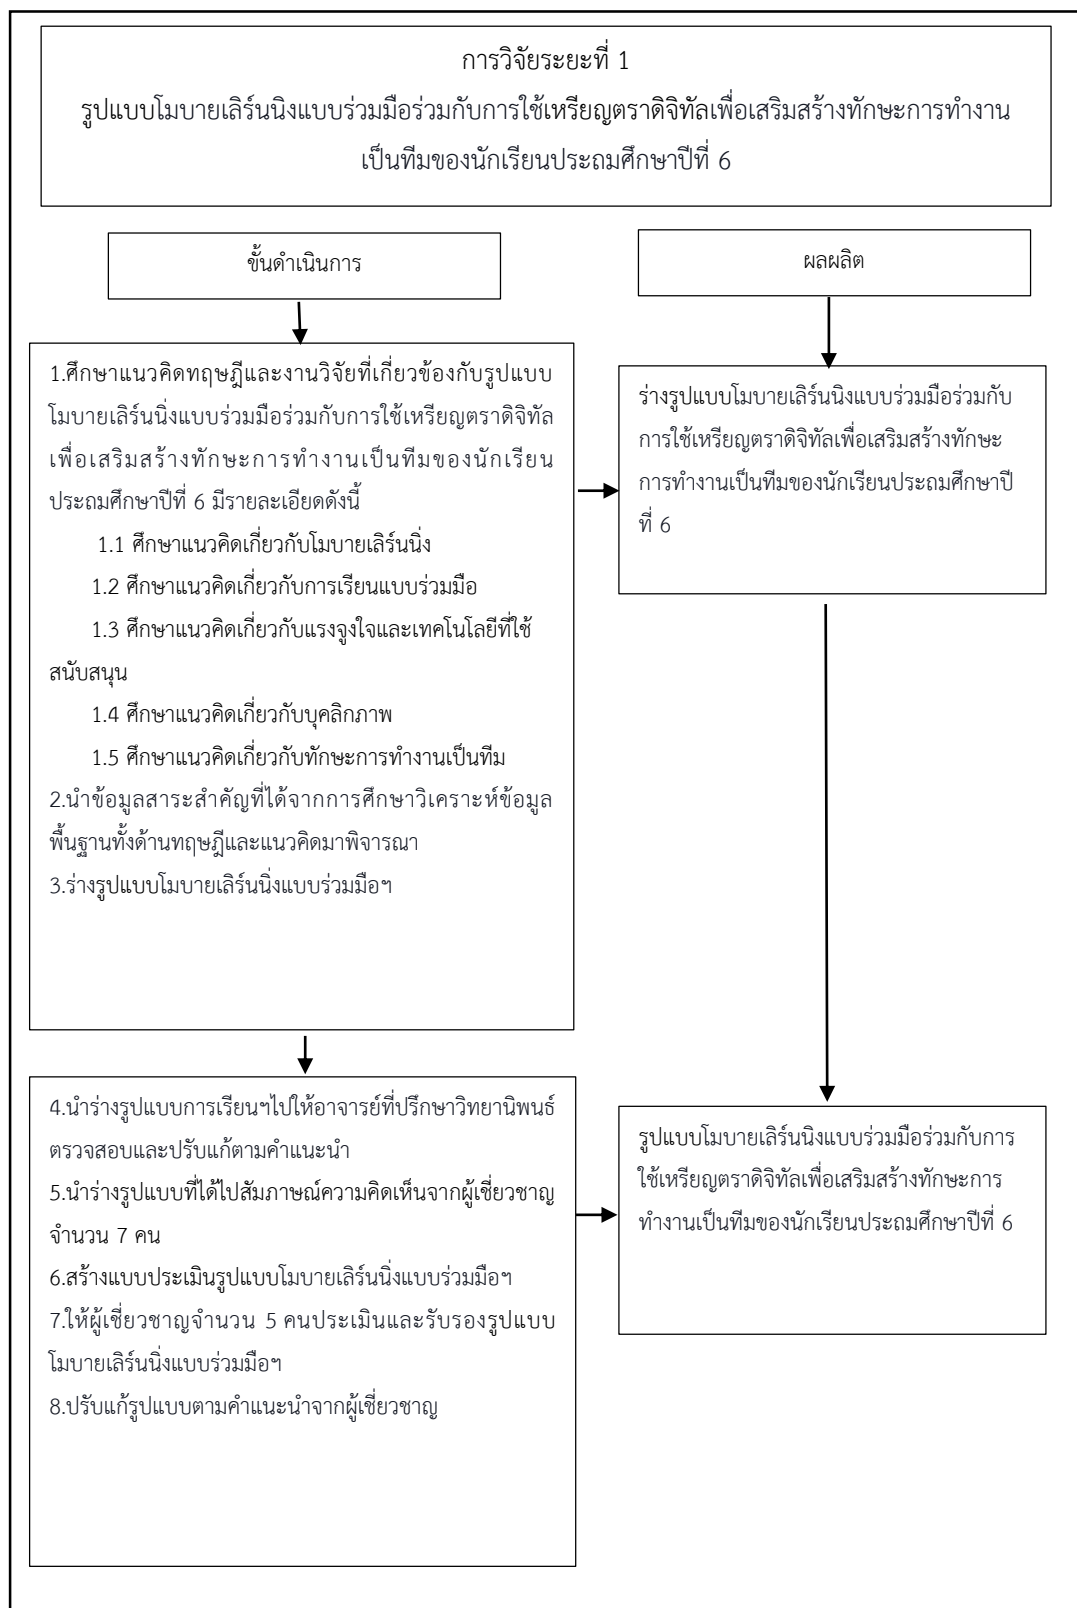 การวิจัยระยะที่ 1
รูปแบบโมบายเลิร์นนิงแบบร่วมมือร่วมกับการใช้เหรียญตราดิจิทัลเพื่อเสริมสร้างทักษะการทำงาน
เป็นทีมของนักเรียนประถมศึกษาปีที่ 6
ขั้นดำเนินการ
1.ศึกษาแนวคิดทฤษฎีและงานวิจัยที่เกี่ยวข้องกับรูปแบบ
โมบายเลิร์นนิ่งแบบร่วมมือร่วมกับการใช้เหรียญตราดิจิทัล
เพื่อเสริมสร้างทักษะการทำงานเป็นทีมของนักเรียน
ประถมศึกษาปีที่ 6 มีรายละเอียดดังนี้
1.1 ศึกษาแนวคิดเกี่ยวกับโมบายเลิร์นนิ่ง
1.2 ศึกษาแนวคิดเกี่ยวกับการเรียนแบบร่วมมือ
1.3 ศึกษาแนวคิดเกี่ยวกับแรงจูงใจและเทคโนโลยีที่ใช้
สนับสนุน
1.4 ศึกษาแนวคิดเกี่ยวกับบุคลิกภาพ
1.5 ศึกษาแนวคิดเกี่ยวกับทักษะการทำงานเป็นทีม
2.นำข้อมูลสาระสำคัญที่ได้จากการศึกษาวิเคราะห์ข้อมูล
พื้นฐานทั้งด้านทฤษฎีและแนวคิดมาพิจารณา
3.ร่างรูปแบบโมบายเลิร์นนิ่งแบบร่วมมือฯ
4.นำร่างรูปแบบการเรียนฯไปให้อาจารย์ที่ปรึกษาวิทยานิพนธ์
ตรวจสอบและปรับแก้ตามคำแนะนำ
5.นำร่างรูปแบบที่ได้ไปสัมภาษณ์ความคิดเห็นจากผู้เชี่ยวชาญ
จำนวน 7 คน
6.สร้างแบบประเมินรูปแบบโมบายเลิร์นนิ่งแบบร่วมมือฯ
7.ให้ผู้เชี่ยวชาญจำนวน 5 คนประเมินและรับรองรูปแบบ
โมบายเลิร์นนิ่งแบบร่วมมือฯ
8.ปรับแก้รูปแบบตามคำแนะนำจากผู้เชี่ยวชาญ
ผลผลิต
ร่างรูปแบบโมบายเลิร์นนิงแบบร่วมมือร่วมกับ
การใช้เหรียญตราดิจิทัลเพื่อเสริมสร้างทักษะ
การทำงานเป็นทีมของนักเรียนประถมศึกษาปี
ที่ 6
รูปแบบโมบายเลิร์นนิงแบบร่วมมือร่วมกับการ
ใช้เหรียญตราดิจิทัลเพื่อเสริมสร้างทักษะการ
ทำงานเป็นทีมของนักเรียนประถมศึกษาปีที่ 6